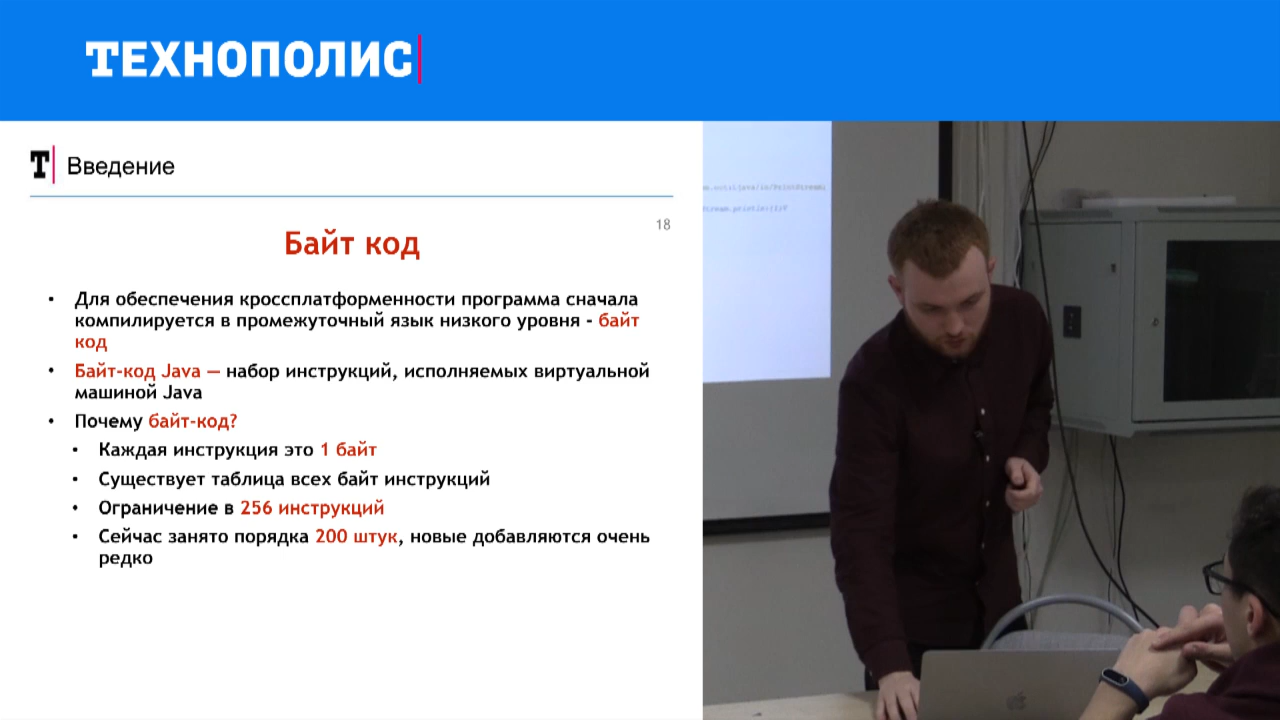 ТЕХНОПОЛИС
Т Введение
18
Байт код
• Для обеспечения кроссплатформенности программа сначала
компилируется в промежуточный язык низкого уровня - байт
код
• Байт-код Java — набор инструкций, исполняемых виртуальной
машиной Java
• Почему байт-код?
• Каждая инструкция это 1 байт
• Существует таблица всех байт инструкций
• Ограничение в 256 инструкций
• Сейчас занято порядка 200 штук, новые добавляются очень
редко